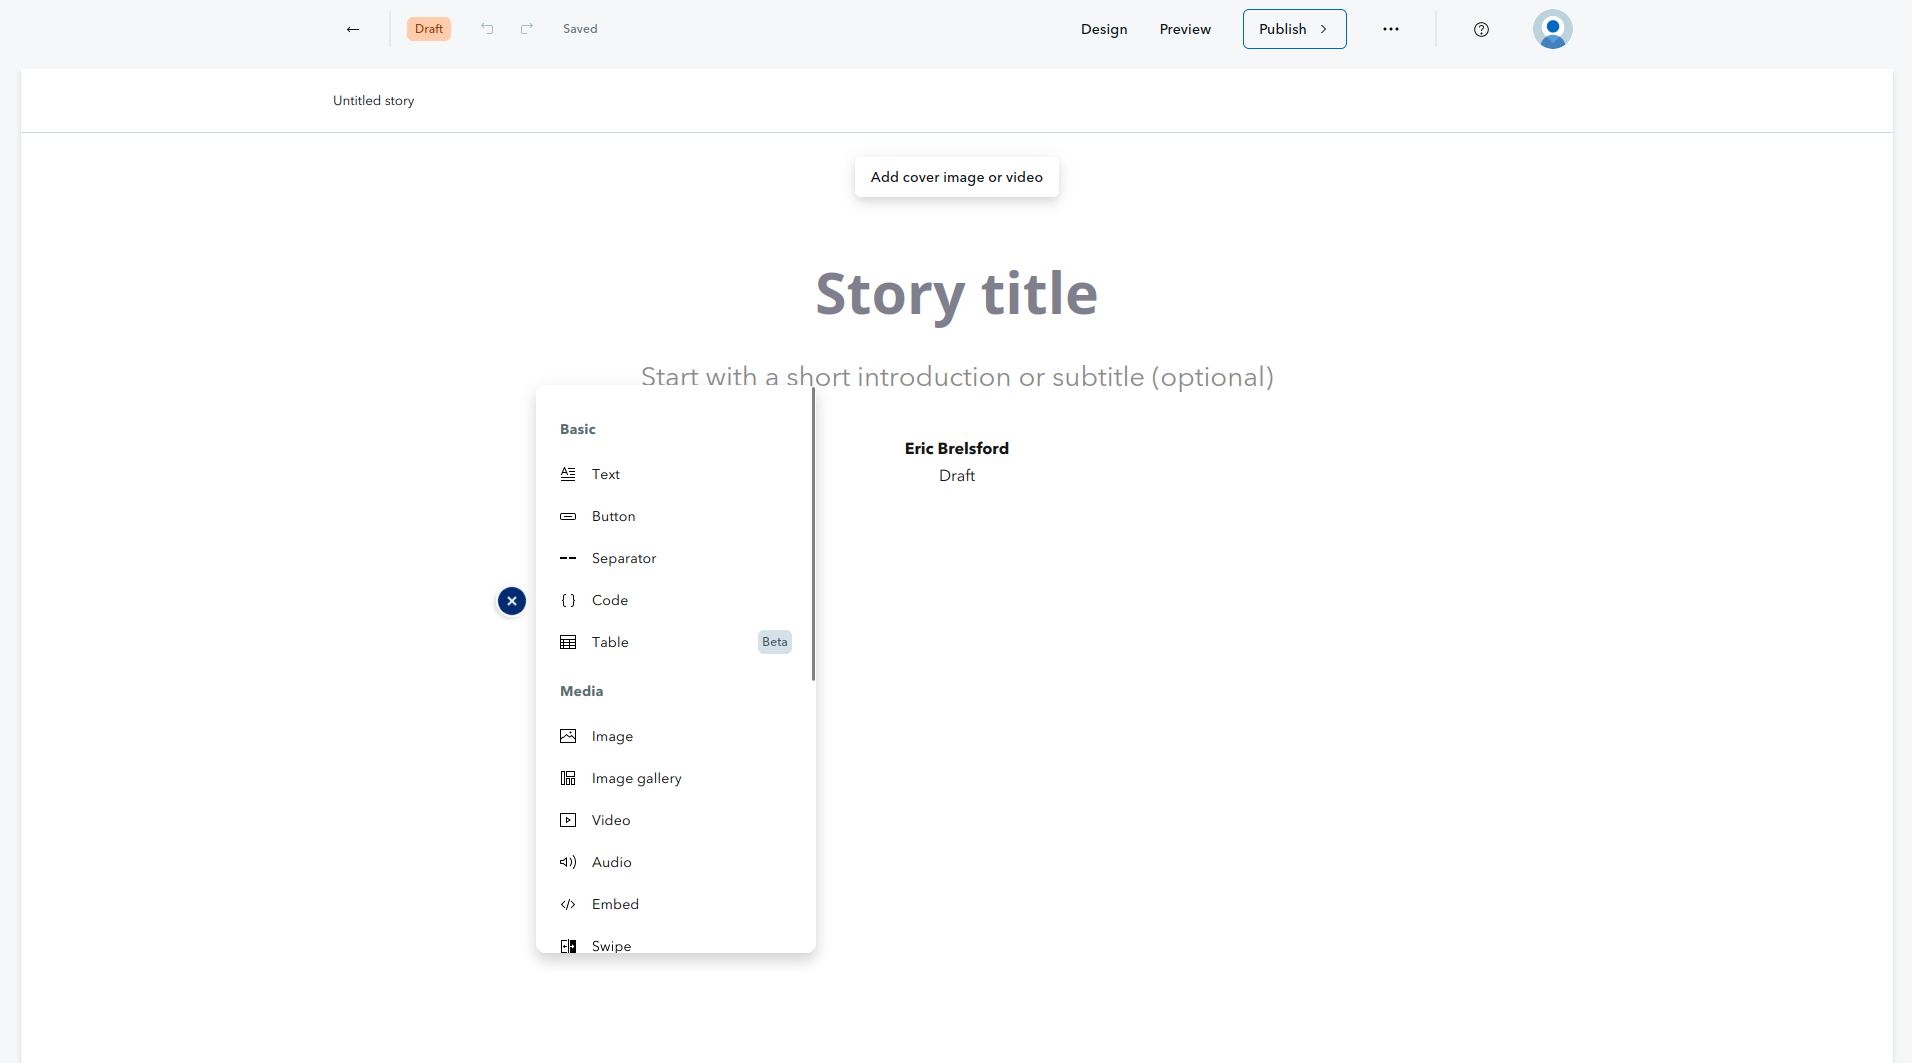 Draft
Saved
Design
Preview
Publish
Untitled story
Add cover image or video
Story title
Start with a short introduction or subtitle (optional)
Eric Brelsford
Draft
Basic
Text
Button
Separator
Code
Table
Beta
Media
Image
Image gallery
Video
Audio
Embed
Swipe